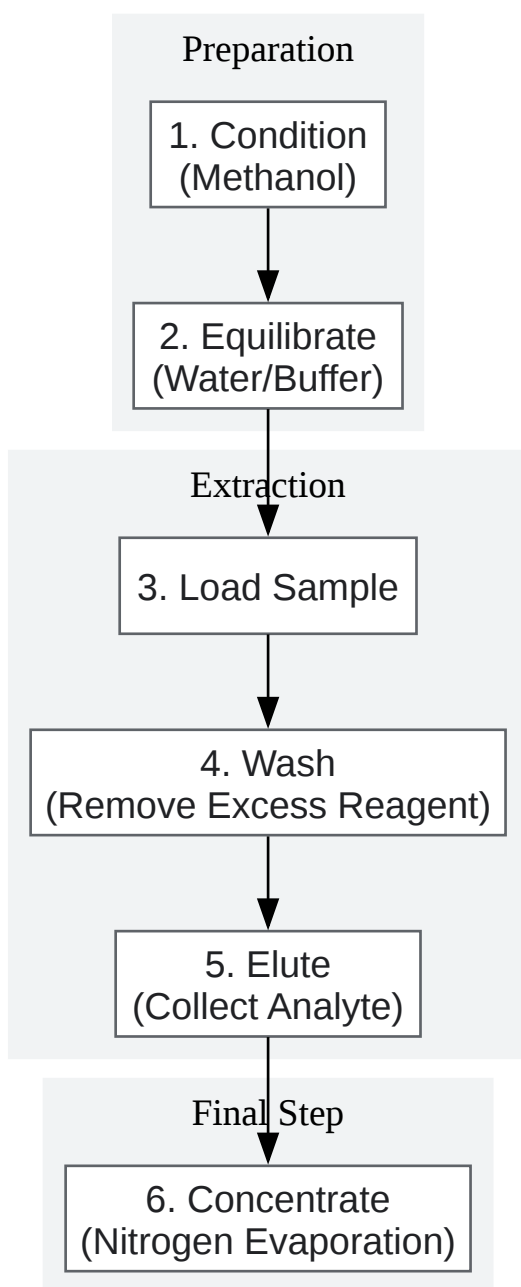 Preparation
1. Condition
(Methanol)
2. Equilibrate
(Water/Buffer)
Extraction
3. Load Sample
4. Wash
(Remove Excess Reagent)
5. Elute
(Collect Analyte)
Final Step
6. Concentrate
(Nitrogen Evaporation)